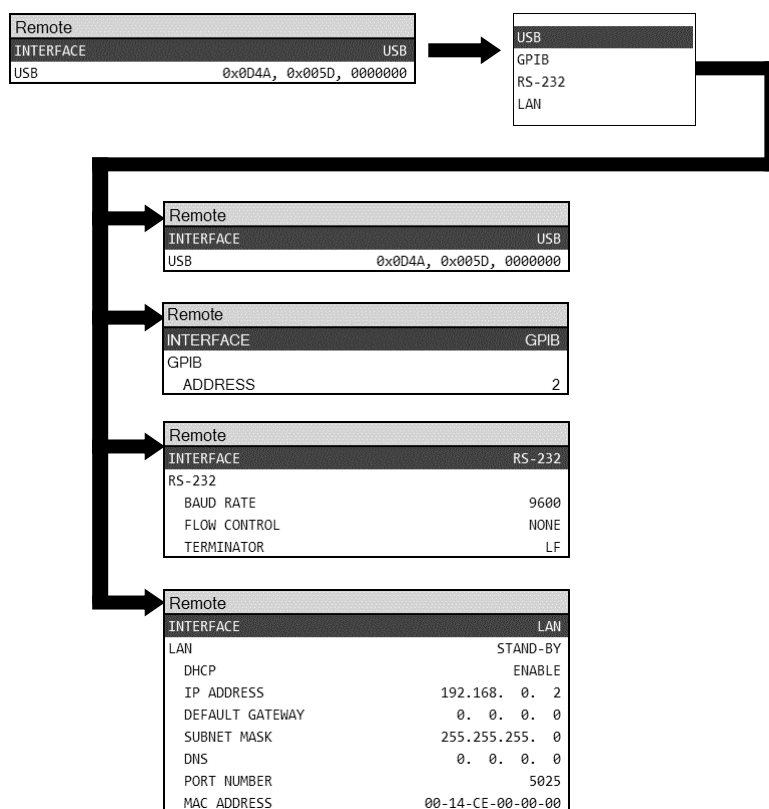 Remote
INTERFACE USB
USB 0x0D4A, 0x005D, 0000000
USB
GPIB
RS-232
LAN
Remote
INTERFACE USB
USB 0x0D4A, 0x005D, 0000000
Remote
INTERFACE GPIB
GPIB
ADDRESS 2
Remote
INTERFACE RS-232
RS-232
BAUD RATE 9600
FLOW CONTROL NONE
TERMINATOR LF
Remote
INTERFACE LAN
LAN STAND-BY
DHCP ENABLE
IP ADDRESS 192.168. 0. 2
DEFAULT GATEWAY 0. 0. 0. 0
SUBNET MASK 255.255.255. 0
DNS 0. 0. 0. 0
PORT NUMBER 5025
MAC ADDRESS 00-14-CE-00-00-00